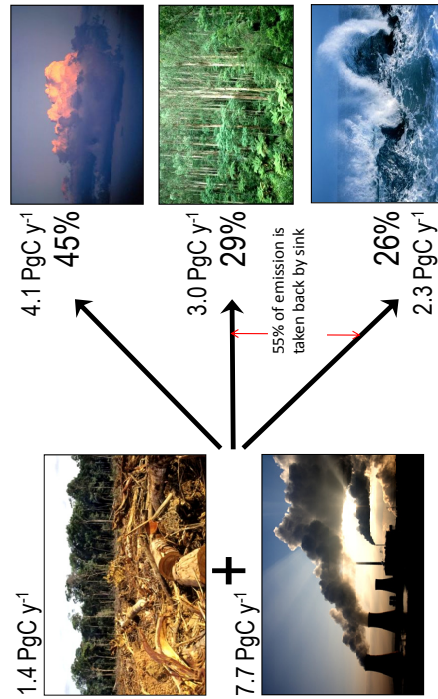 1.4 PgC y-1
+
7.7 PgC y-1
4.1 PgC y-1
45%
3.0 PgC y-1
29%
55% of emission is
taken back by sink
26%
2.3 PgC y-1